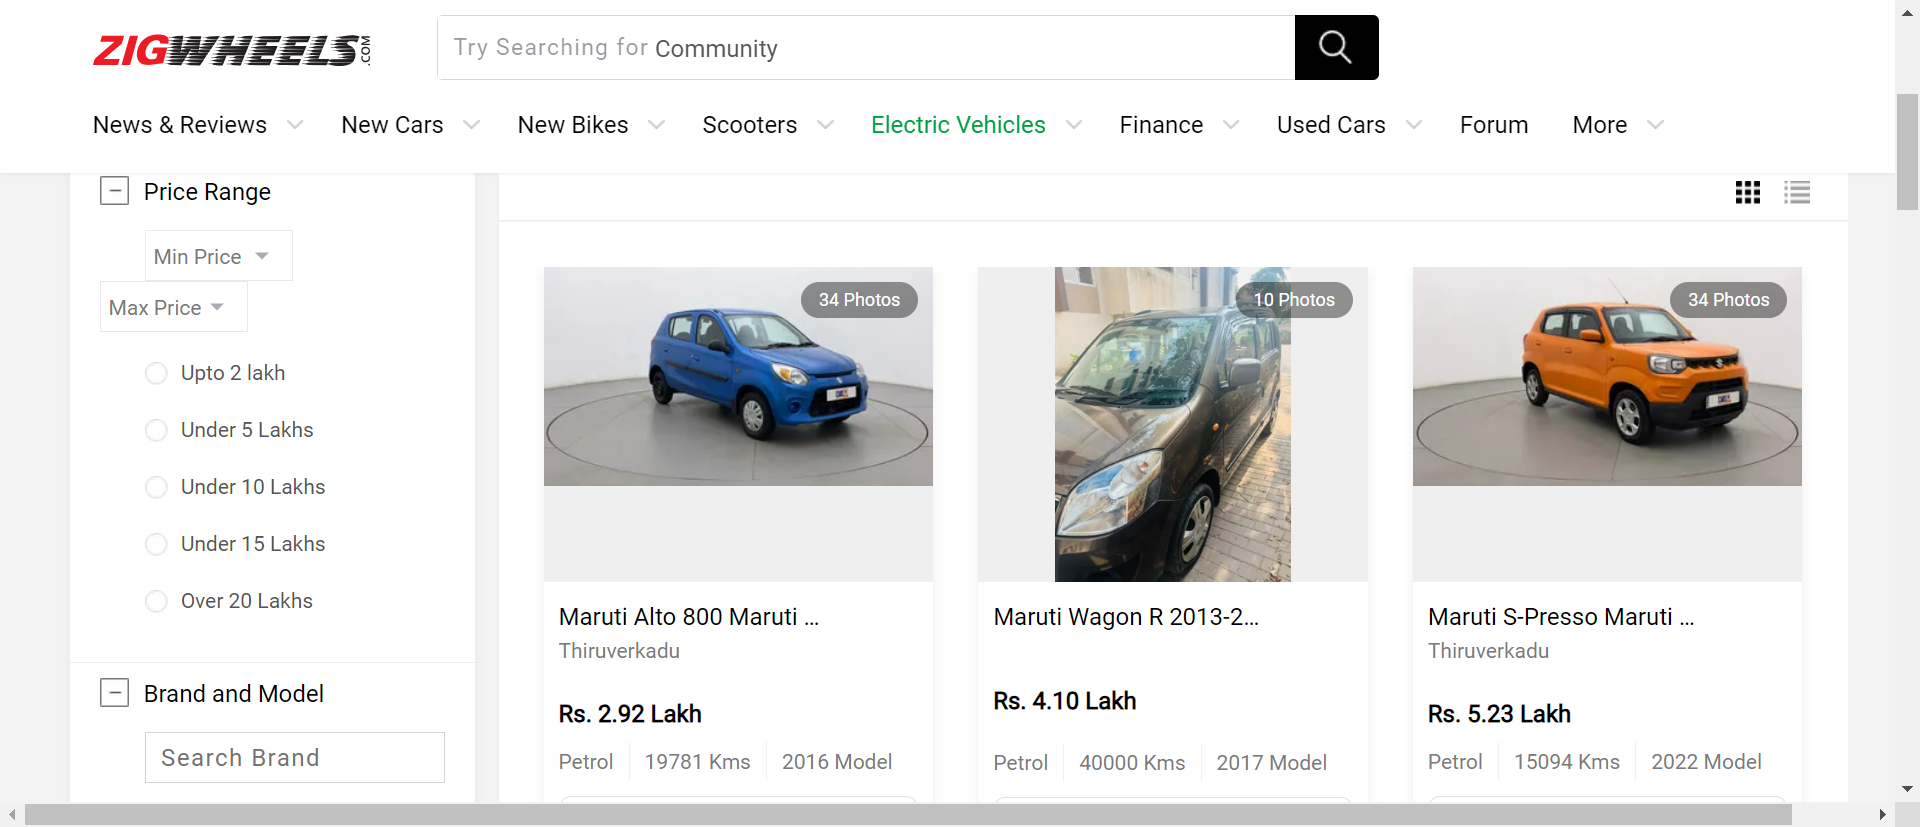 ZIGWHEELS.COM
Try Searching for Community
News & Reviews New Cars New Bikes Scooters Electric Vehicles Finance Used Cars Forum More
Price Range
Min Price
Max Price
Upto 2 lakh
Under 5 Lakhs
Under 10 Lakhs
Under 15 Lakhs
Over 20 Lakhs
Brand and Model
Search Brand
34 Photos
Maruti Alto 800 Maruti ...
Thiruverkadu
Rs. 2.92 Lakh
Petrol 19781 Kms 2016 Model
10 Photos
Maruti Wagon R 2013-2...
Rs. 4.10 Lakh
Petrol 40000 Kms 2017 Model
34 Photos
Maruti S-Presso Maruti ...
Thiruverkadu
Rs. 5.23 Lakh
Petrol 15094 Kms 2022 Model